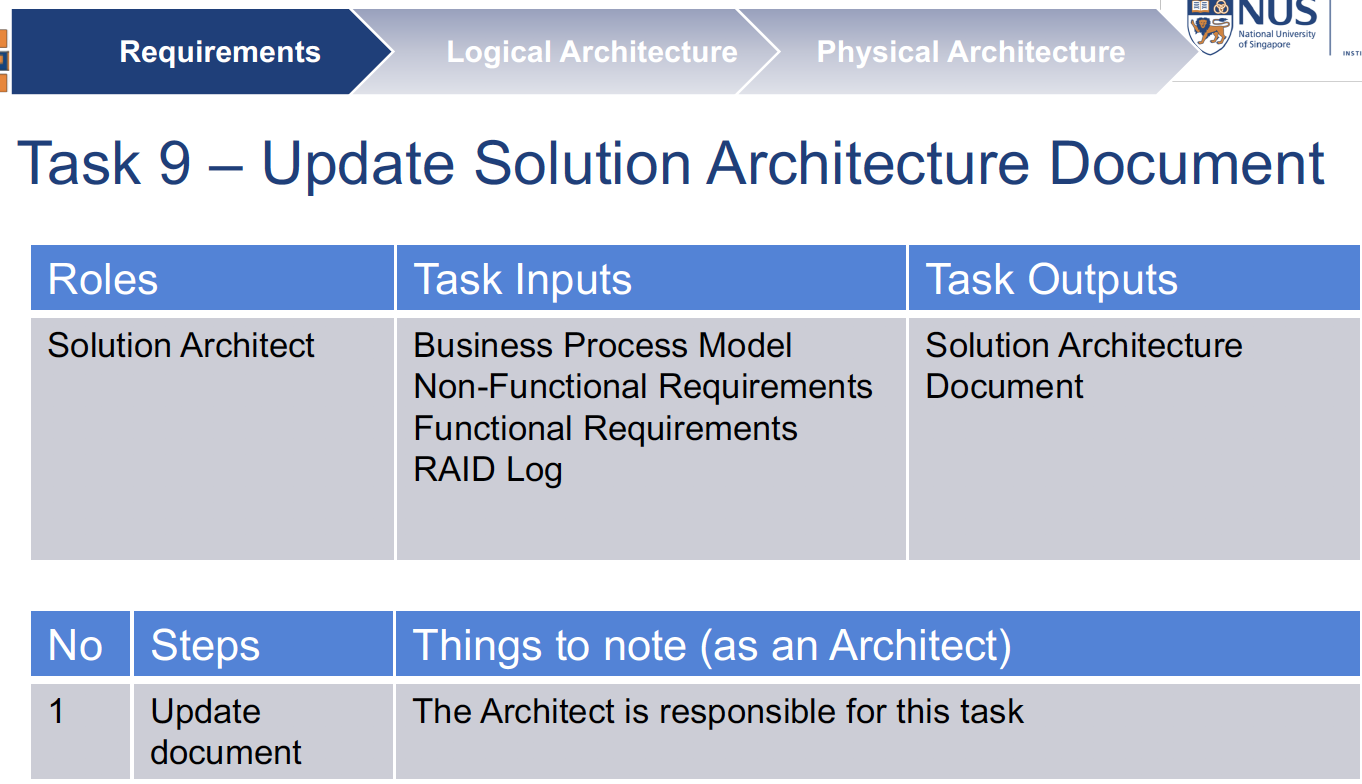 Requirements
Logical Architecture
Physical Architecture
NUS
National University
of Singapore
Task 9 – Update Solution Architecture Document
Roles
Task Inputs
Task Outputs
Solution Architect
Business Process Model
Non-Functional Requirements
Functional Requirements
RAID Log
Solution Architecture
Document
No
Steps
Things to note (as an Architect)
1
Update
document
The Architect is responsible for this task